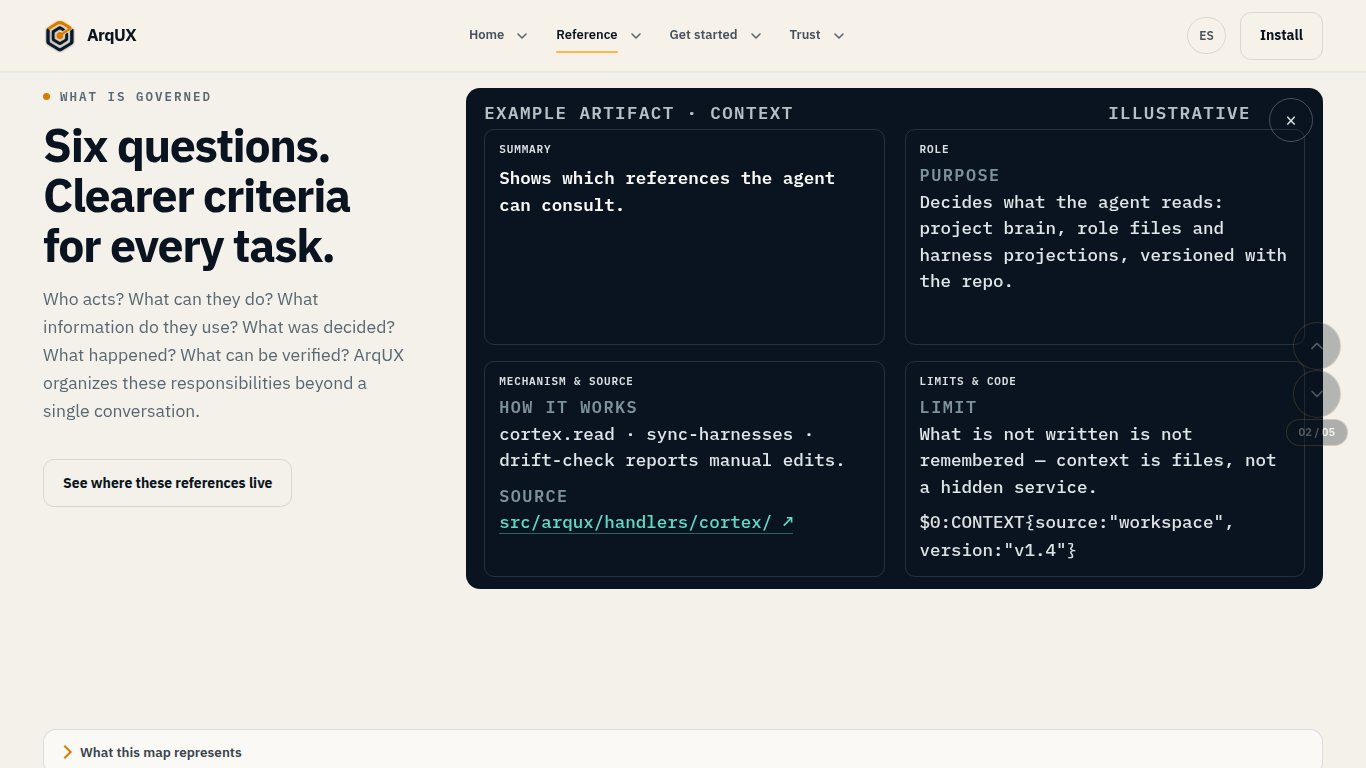 ArqUX
Home
Reference
Get started
Trust
ES
Install
WHAT IS GOVERNED
Six questions.
Clearer criteria
for every task.
Who acts? What can they do? What
information do they use? What was decided?
What happened? What can be verified? ArqUX
organizes these responsibilities beyond a
single conversation.
See where these references live
EXAMPLE ARTIFACT · CONTEXT
ILLUSTRATIVE
×
SUMMARY
Shows which references the agent
can consult.
ROLE
PURPOSE
Decides what the agent reads:
project brain, role files and
harness projections, versioned with
the repo.
MECHANISM & SOURCE
HOW IT WORKS
cortex.read · sync-harnesses ·
drift-check reports manual edits.
SOURCE
src/arqux/handlers/cortex/ ↗
LIMITS & CODE
LIMIT
What is not written is not
remembered — context is files, not
a hidden service.
$0:CONTEXT{source:"workspace",
version:"v1.4"}
02 / 05
What this map represents